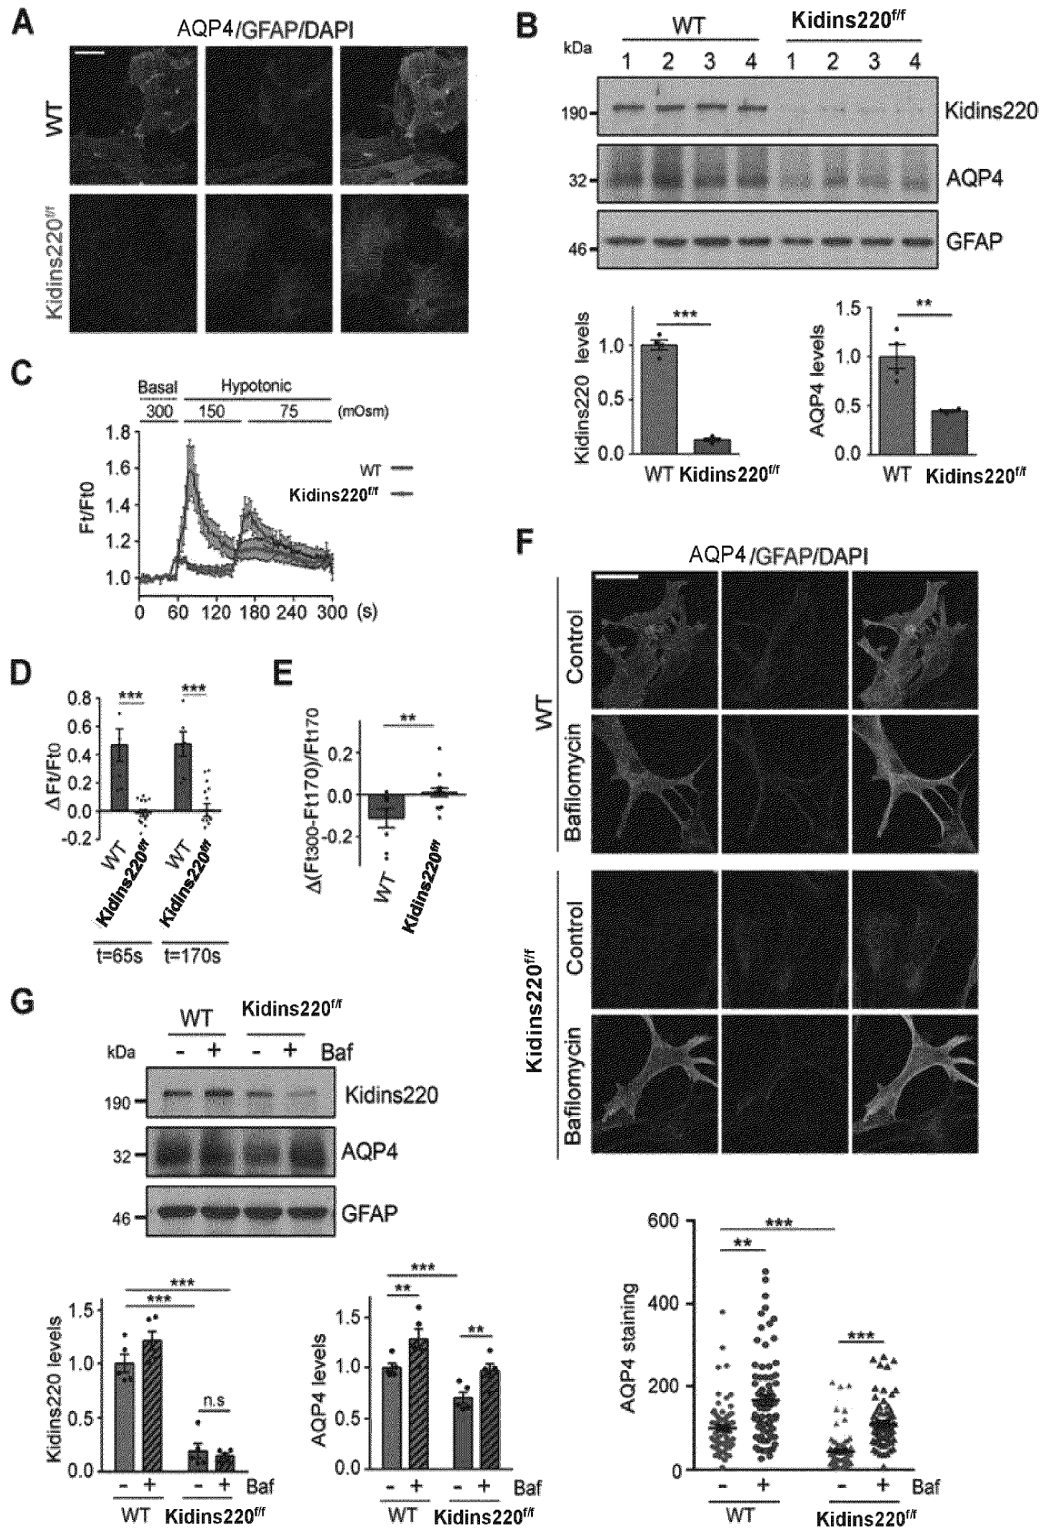 A
AQP4/GFAP/DAPI
WT
Kidins220f/f
B
WT Kidins220f/f
kDa 1 2 3 4 1 2 3 4
190 Kidins220
32 AQP4
46 GFAP
Kidins220 levels
1.0
0.5
0.0
***
WT Kidins220f/f
AQP4 levels
1.5
1.0
0.5
0.0
**
WT Kidins220f/f
C
Basal Hypotonic
300 150 75 (mOsm)
Ft/Ft0
1.8
1.6
1.4
1.2
1.0
WT
Kidins220f/f
0 60 120 180 240 300 (s)
D
ΔFt/Ft0
0.8
0.6
0.4
0.2
0.0
-0.2
*** ***
WT Kidins220f/f WT Kidins220f/f
t=65s t=170s
E
Δ(Ft300-Ft170)/Ft170
0.2
0.0
-0.2
**
WT Kidins220f/f
F
AQP4/GFAP/DAPI
WT
Control
Bafilomycin
Kidins220f/f
Control
Bafilomycin
AQP4 staining
600
400
200
0
***
**
***
- + - + Baf
WT Kidins220f/f
G
WT Kidins220f/f
kDa - + - + Baf
190 Kidins220
32 AQP4
46 GFAP
Kidins220 levels
1.5
1.0
0.5
0.0
***
***
n.s
- + - + Baf
WT Kidins220f/f
AQP4 levels
1.5
1.0
0.5
0.0
***
**
**
- + - + Baf
WT Kidins220f/f